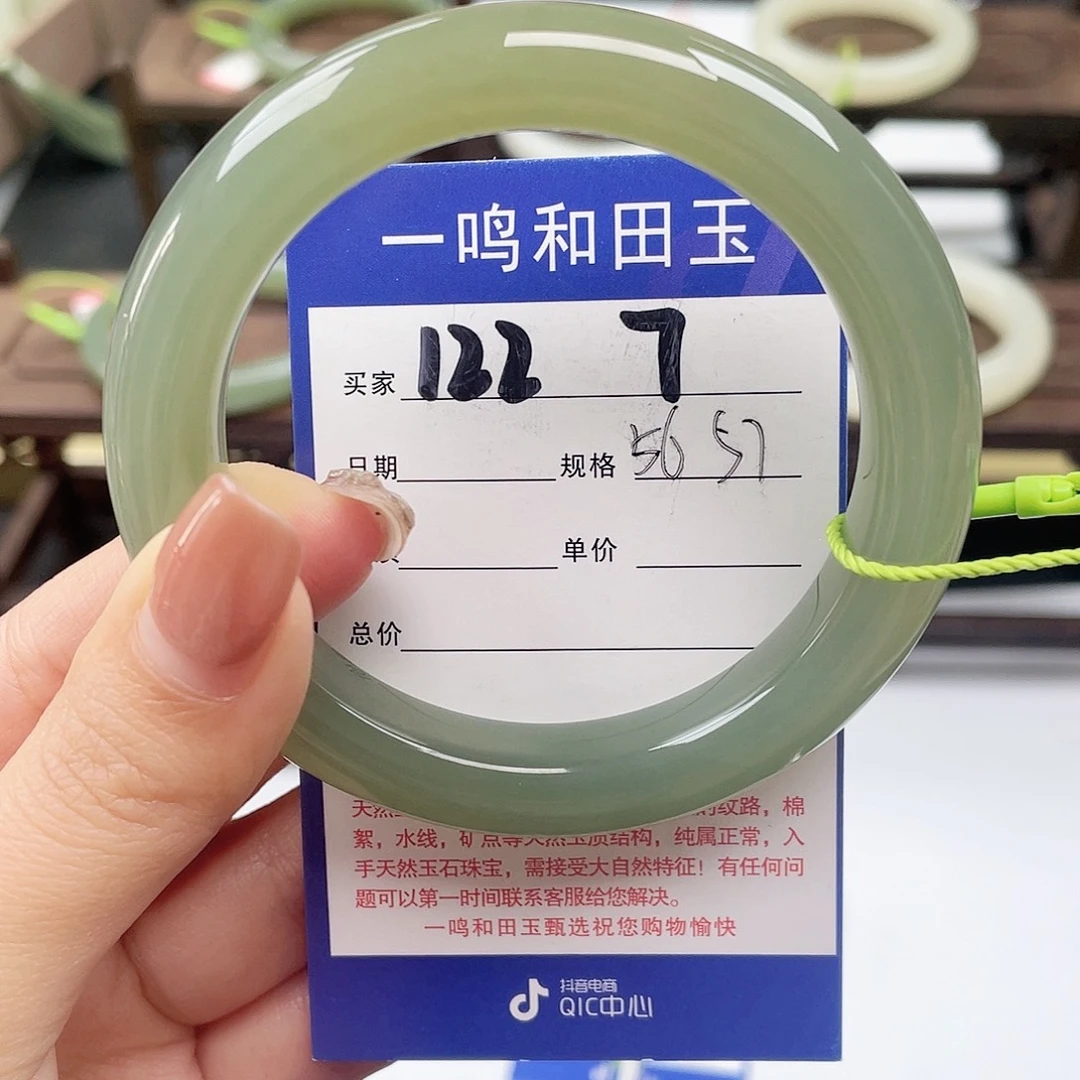 一鸣和田玉
买家 122 7
日期 规格 56 57
单价
总价
天然 的纹路，棉
絮，水线，矿点等天然玉质结构，纯属正常，入
手天然玉石珠宝，需接受大自然特征！有任何问
题可以第一时间联系客服给您解决。
一鸣和田玉甄选祝您购物愉快
抖音电商
QIC中心